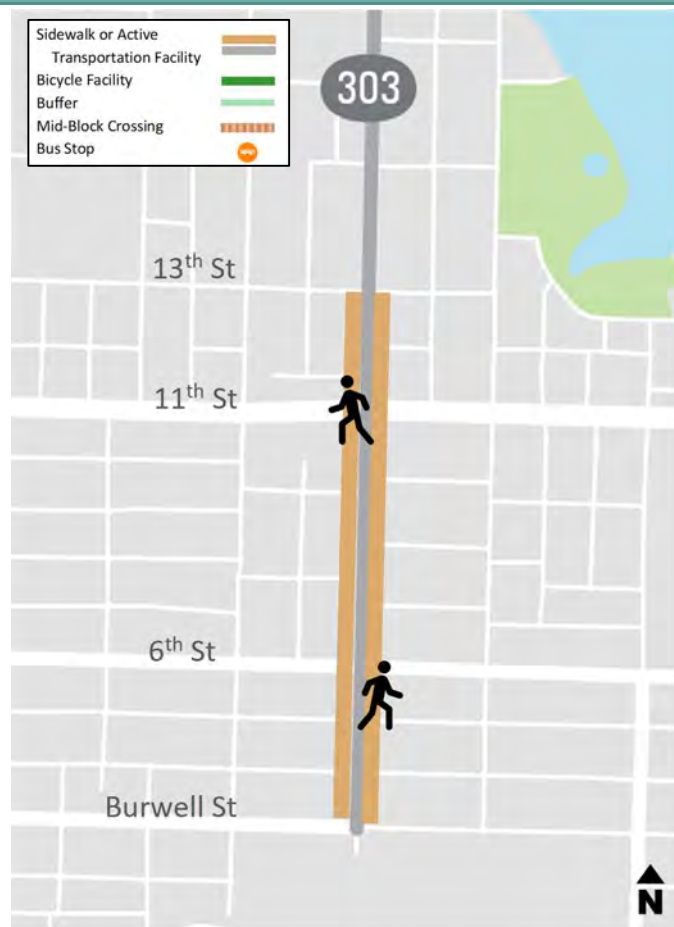 Sidewalk or Active
Transportation Facility
Bicycle Facility
Buffer
Mid-Block Crossing
Bus Stop
303
13th St
11th St
6th St
Burwell St
N